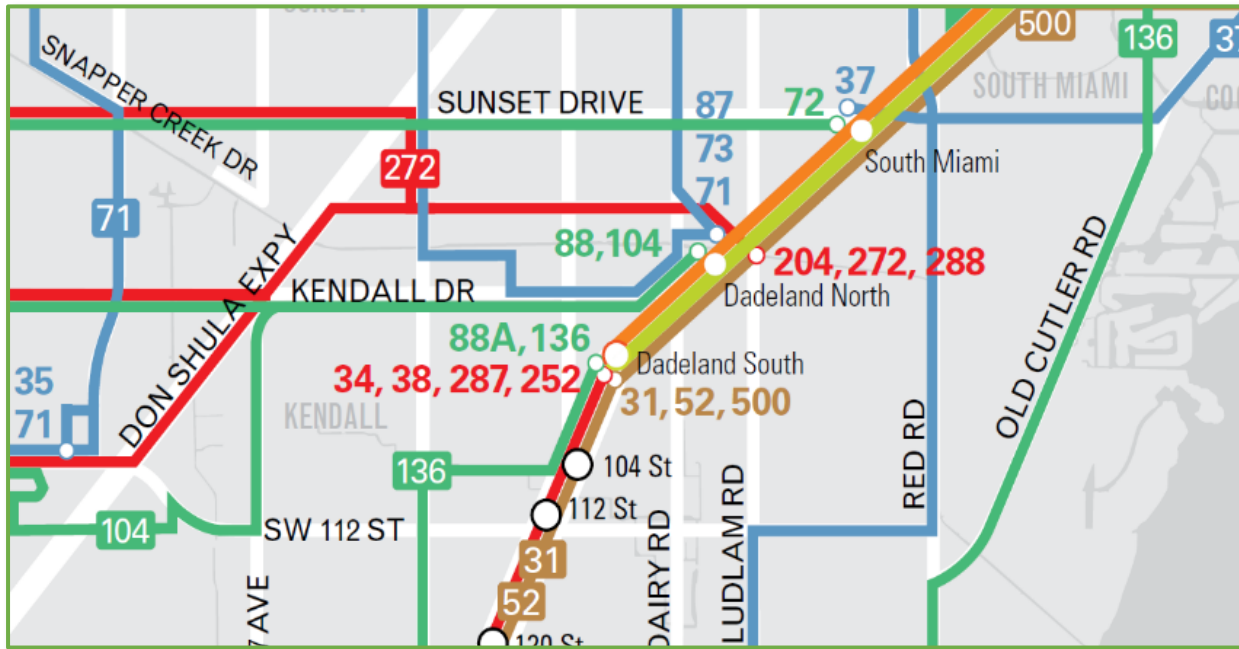 SUNSET
500
136
37
SNAPPER CREEK DR
SUNSET DRIVE
87
73
71
72
37
SOUTH MIAMI
South Miami
272
71
88, 104
204, 272, 288
Dadeland North
KENDALL DR
DON SHULA EXPY
OLD CUTLER RD
88A, 136
Dadeland South
34, 38, 287, 252
31, 52, 500
35
71
KENDALL
136
104 St
RED RD
112 St
104
SW 112 ST
31
52
AVE
DAIRY RD
LUDLAM RD
120 St